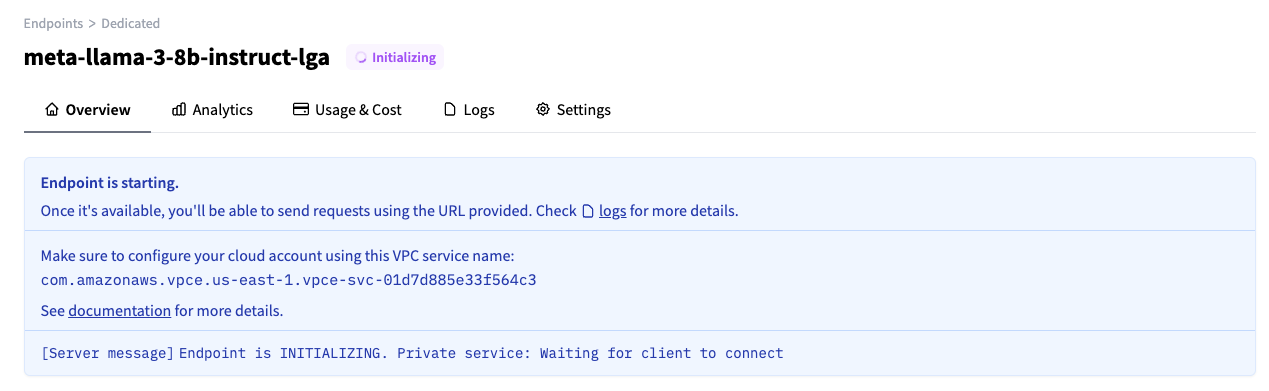 Endpoints > Dedicated
meta-llama-3-8b-instruct-lga Initializing
Overview Analytics Usage & Cost Logs Settings
Endpoint is starting.
Once it's available, you'll be able to send requests using the URL provided. Check logs for more details.
Make sure to configure your cloud account using this VPC service name:
com.amazonaws.vpce.us-east-1.vpce-svc-01d7d885e33f564c3
See documentation for more details.
[Server message] Endpoint is INITIALIZING. Private service: Waiting for client to connect